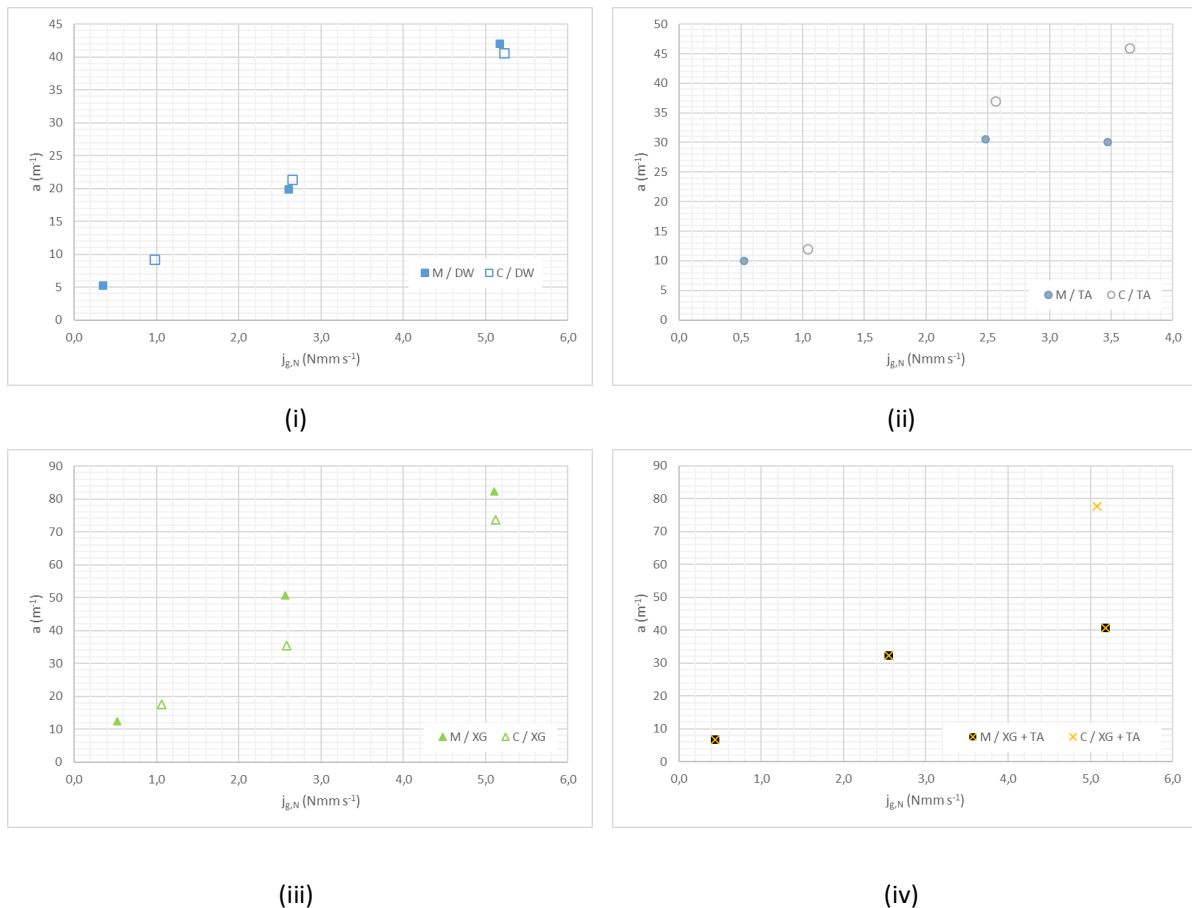 45
40
35
30
25
20
15
10
5
0
a (m⁻¹)
0,0 1,0 2,0 3,0 4,0 5,0 6,0
j_g,N (Nmm s⁻¹)
M / DW C / DW
(i)
50
45
40
35
30
25
20
15
10
5
0
a (m⁻¹)
0,0 0,5 1,0 1,5 2,0 2,5 3,0 3,5 4,0
j_g,N (Nmm s⁻¹)
M / TA C / TA
(ii)
90
80
70
60
50
40
30
20
10
0
a (m⁻¹)
0,0 1,0 2,0 3,0 4,0 5,0 6,0
j_g,N (Nmm s⁻¹)
M / XG C / XG
(iii)
90
80
70
60
50
40
30
20
10
0
a (m⁻¹)
0,0 1,0 2,0 3,0 4,0 5,0 6,0
j_g,N (Nmm s⁻¹)
M / XG + TA C / XG + TA
(iv)